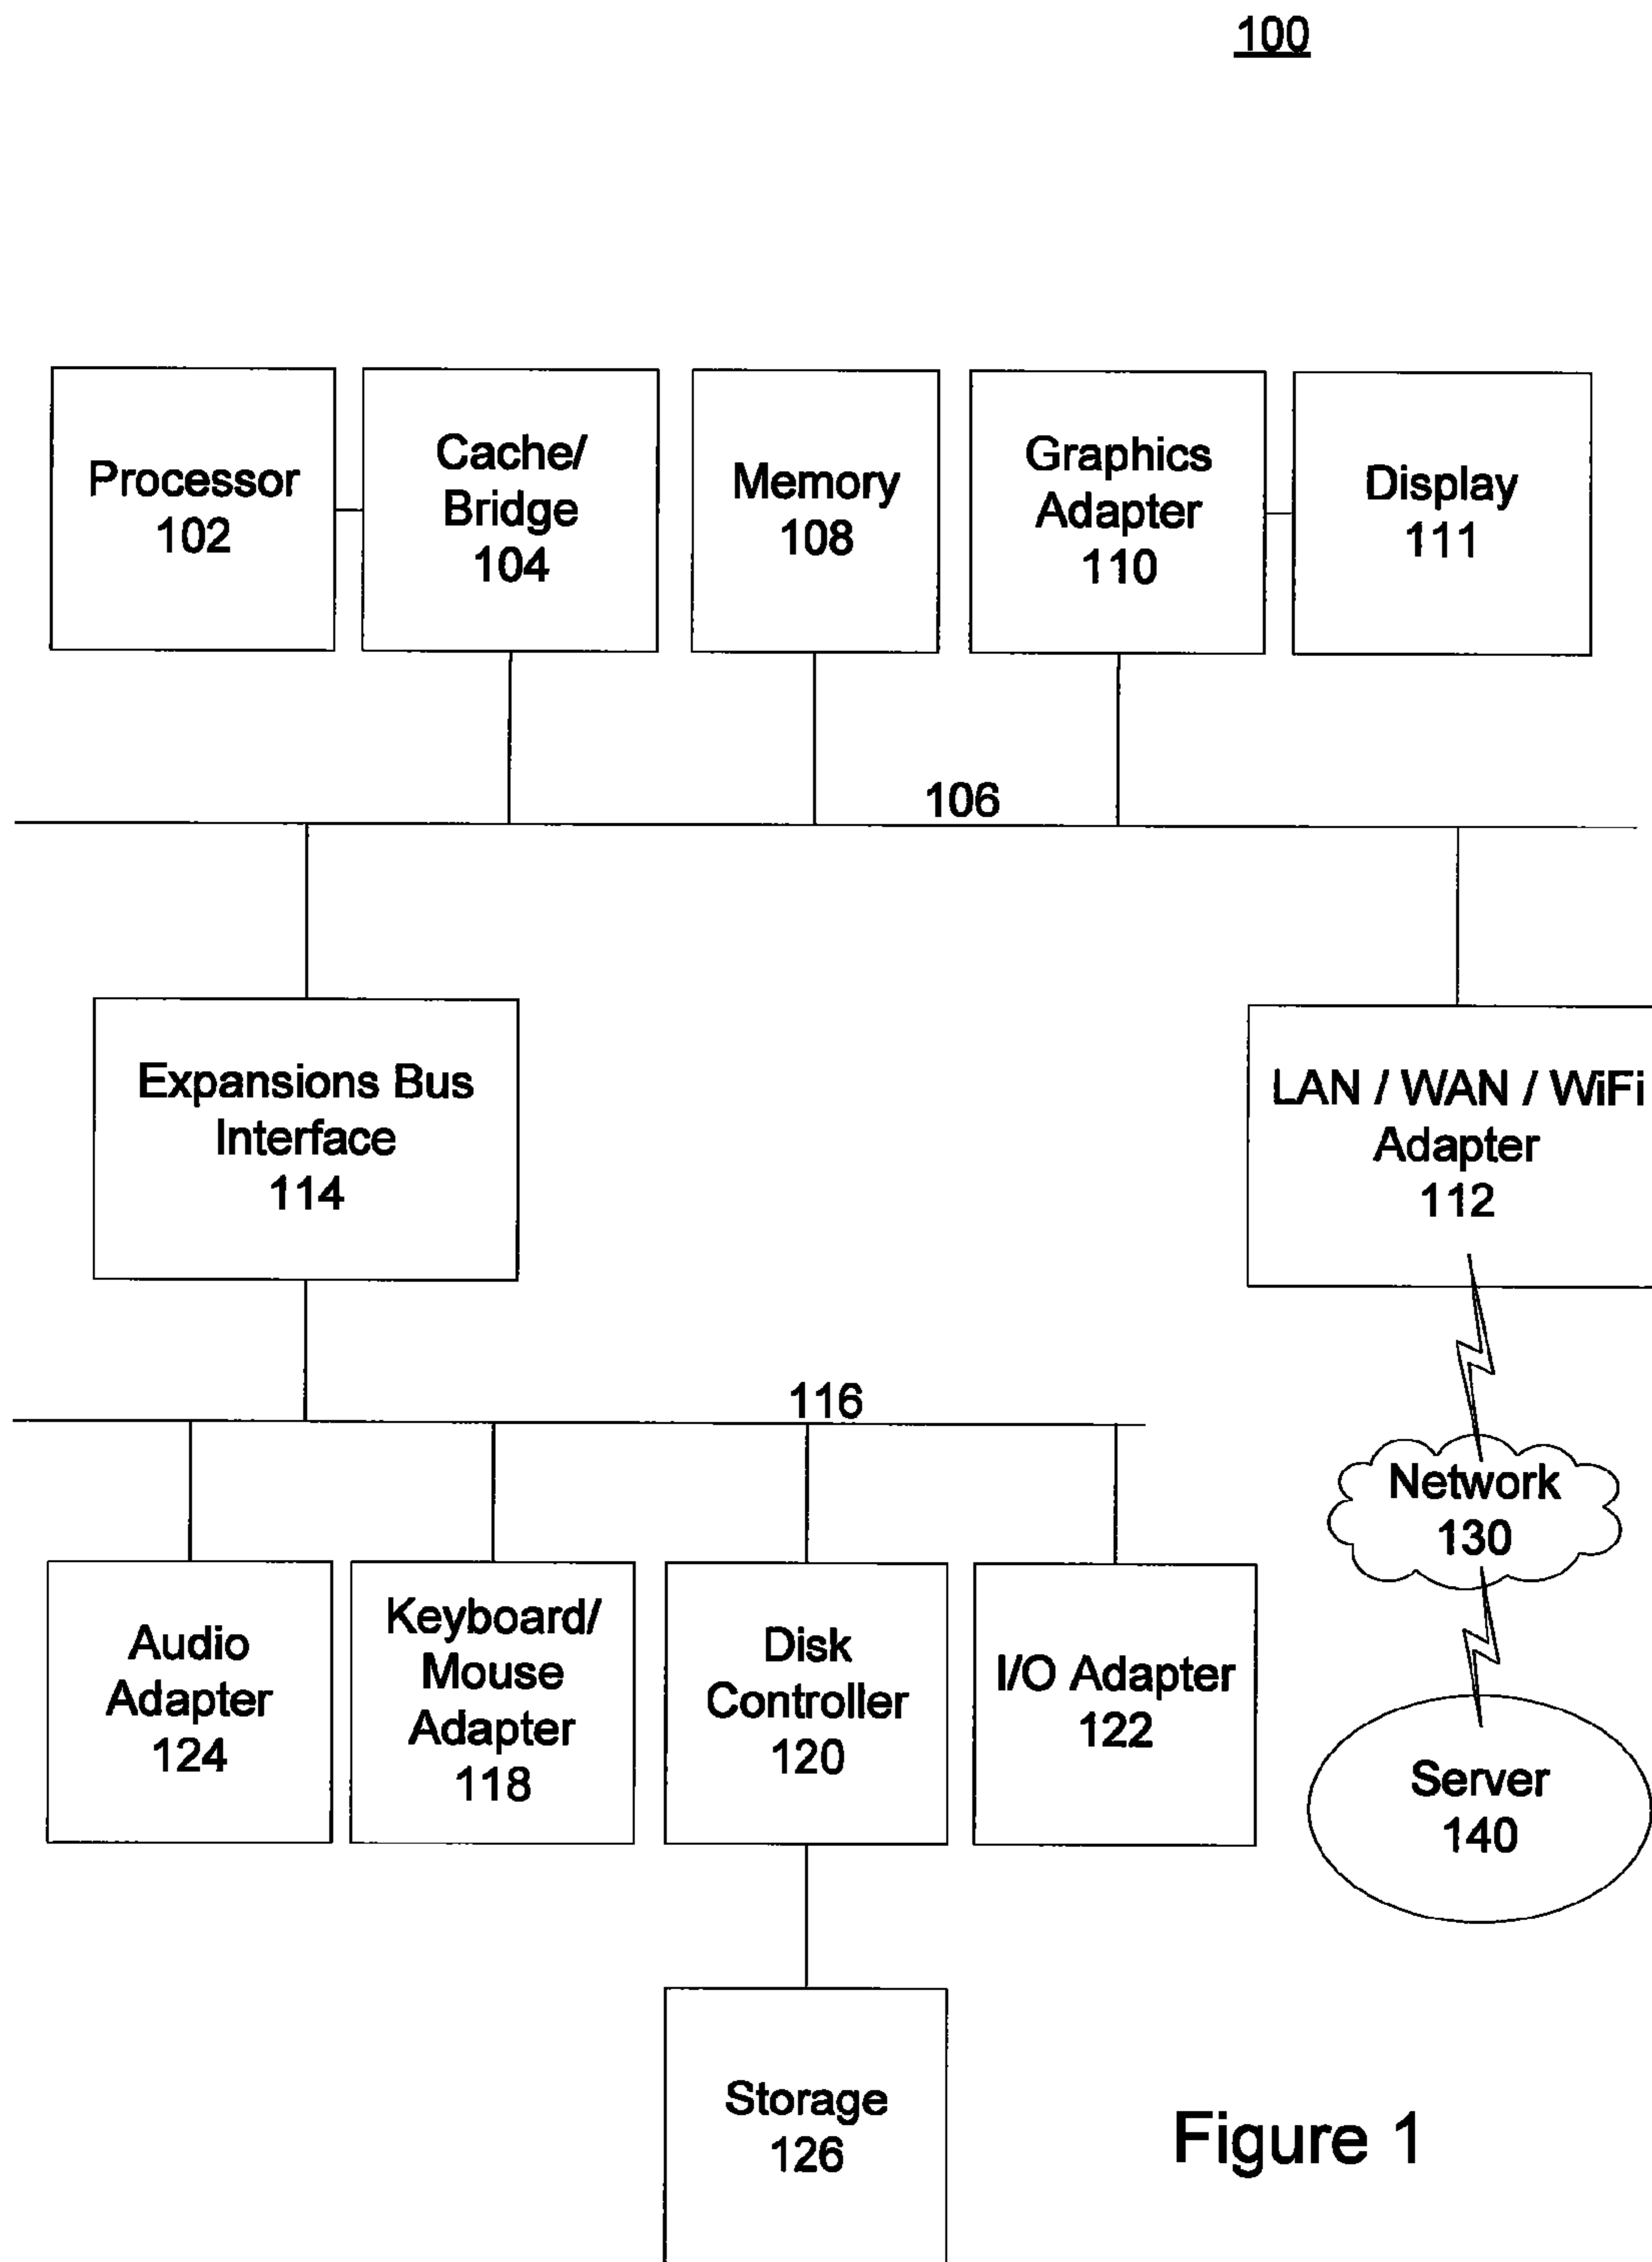 100
Processor
102
Cache/
Bridge
104
Memory
108
Graphics
Adapter
110
Display
111
106
Expansions Bus
Interface
114
LAN / WAN / WiFi
Adapter
112
116
Network
130
Audio
Adapter
124
Keyboard/
Mouse
Adapter
118
Disk
Controller
120
I/O Adapter
122
Server
140
Storage
126
Figure 1